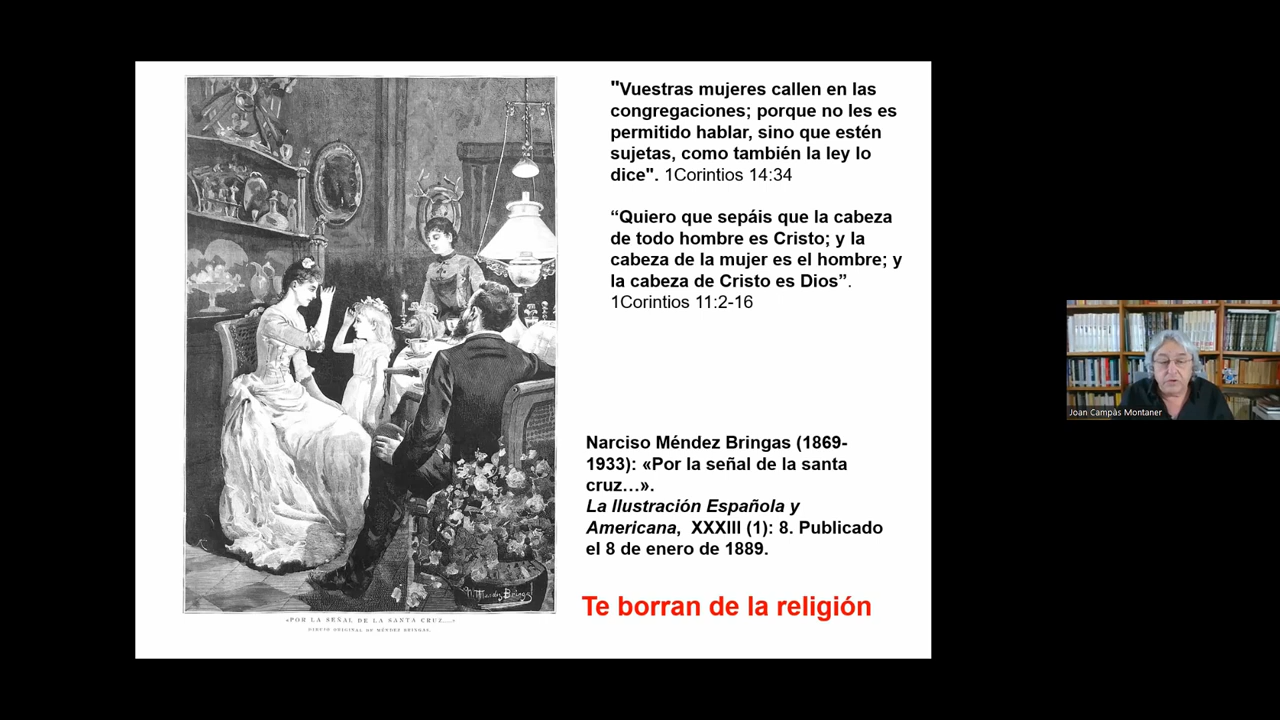 "Vuestras mujeres callen en las
congregaciones; porque no les es
permitido hablar, sino que estén
sujetas, como también la ley lo
dice". 1Corintios 14:34
“Quiero que sepáis que la cabeza
de todo hombre es Cristo; y la
cabeza de la mujer es el hombre; y
la cabeza de Cristo es Dios”.
1Corintios 11:2-16
Narciso Méndez Bringas (1869-
1933): «Por la señal de la santa
cruz…».
La Ilustración Española y
Americana, XXXIII (1): 8. Publicado
el 8 de enero de 1889.
Te borran de la religión
«POR LA SEÑAL DE LA SANTA CRUZ...»
DIBUJO ORIGINAL DE MÉNDEZ BRINGAS.
Joan Campàs Montaner